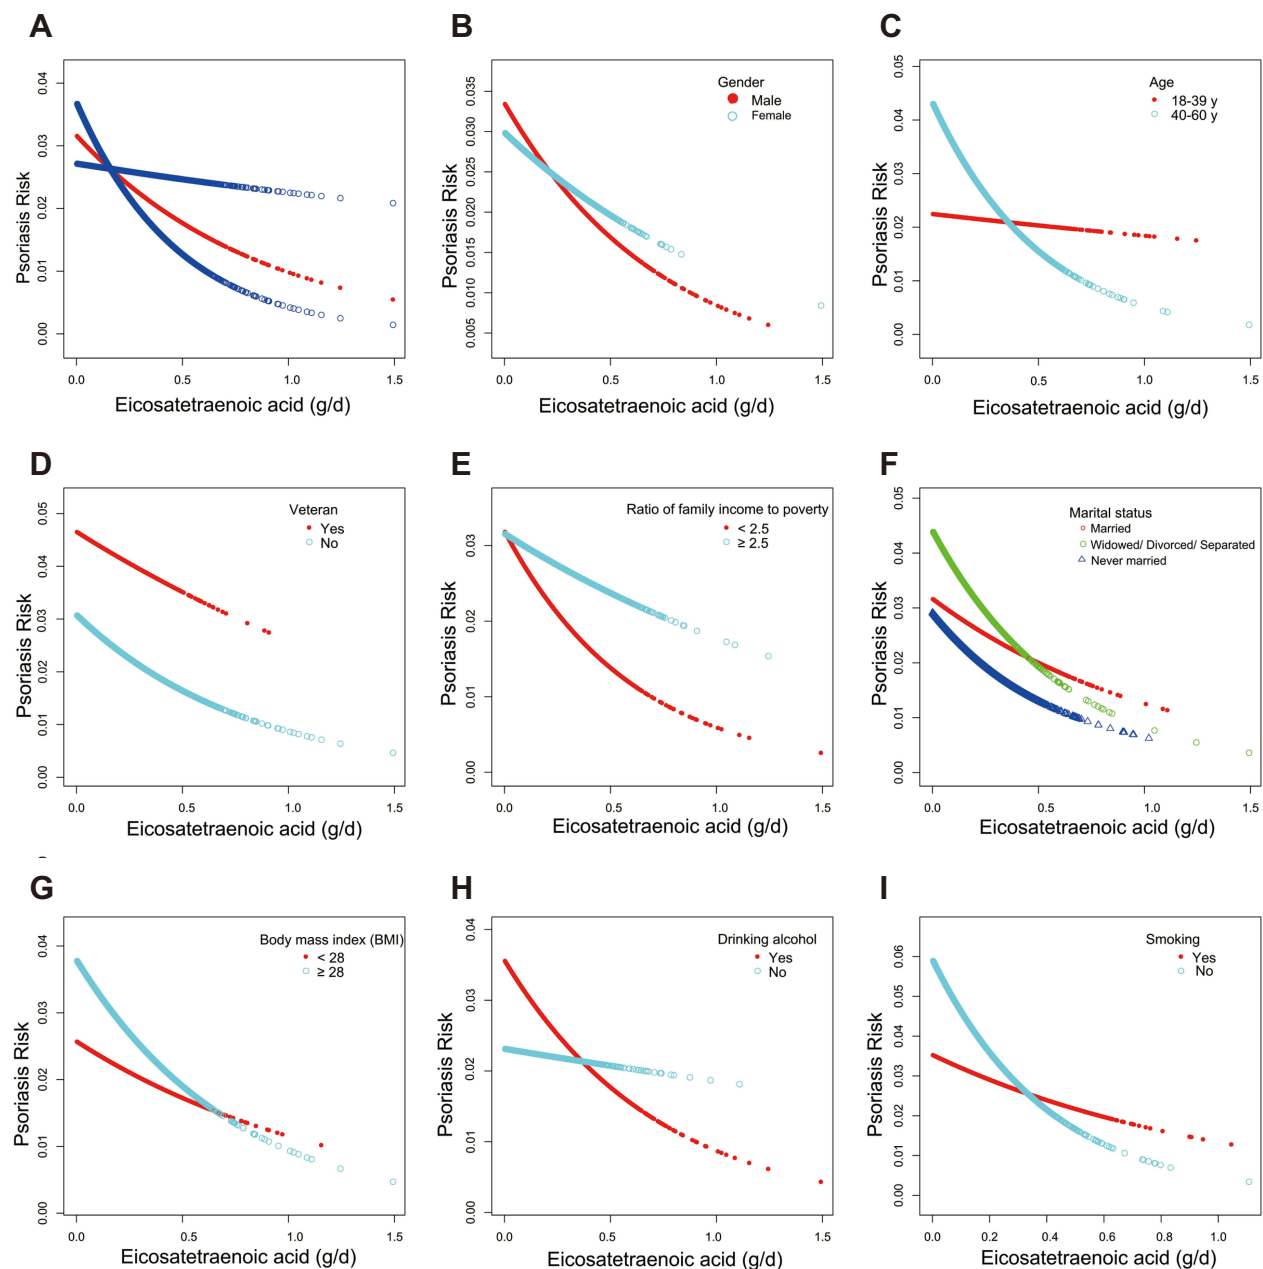 A
B
C
0.04
0.03
0.02
0.01
0.00
Psoriasis Risk
0.0 0.5 1.0 1.5
Eicosatetraenoic acid (g/d)
Gender
Male
Female
0.035
0.030
0.025
0.020
0.015
0.010
0.005
Psoriasis Risk
0.0 0.5 1.0 1.5
Eicosatetraenoic acid (g/d)
Age
18-39 y
40-60 y
0.05
0.04
0.03
0.02
0.01
0.00
Psoriasis Risk
0.0 0.5 1.0 1.5
Eicosatetraenoic acid (g/d)
D
E
F
Veteran
Yes
No
0.05
0.04
0.03
0.02
0.01
0.00
Psoriasis Risk
0.0 0.5 1.0 1.5
Eicosatetraenoic acid (g/d)
Ratio of family income to poverty
< 2.5
≥ 2.5
0.03
0.02
0.01
0.00
Psoriasis Risk
0.0 0.5 1.0 1.5
Eicosatetraenoic acid (g/d)
Marital status
Married
Widowed/ Divorced/ Separated
Never married
0.05
0.04
0.03
0.02
0.01
0.00
Psoriasis Risk
0.0 0.5 1.0 1.5
Eicosatetraenoic acid (g/d)
G
H
I
Body mass index (BMI)
< 28
≥ 28
0.04
0.03
0.02
0.01
0.00
Psoriasis Risk
0.0 0.5 1.0 1.5
Eicosatetraenoic acid (g/d)
Drinking alcohol
Yes
No
0.04
0.03
0.02
0.01
0.00
Psoriasis Risk
0.0 0.5 1.0 1.5
Eicosatetraenoic acid (g/d)
Smoking
Yes
No
0.06
0.05
0.04
0.03
0.02
0.01
0.00
Psoriasis Risk
0.0 0.2 0.4 0.6 0.8 1.0
Eicosatetraenoic acid (g/d)